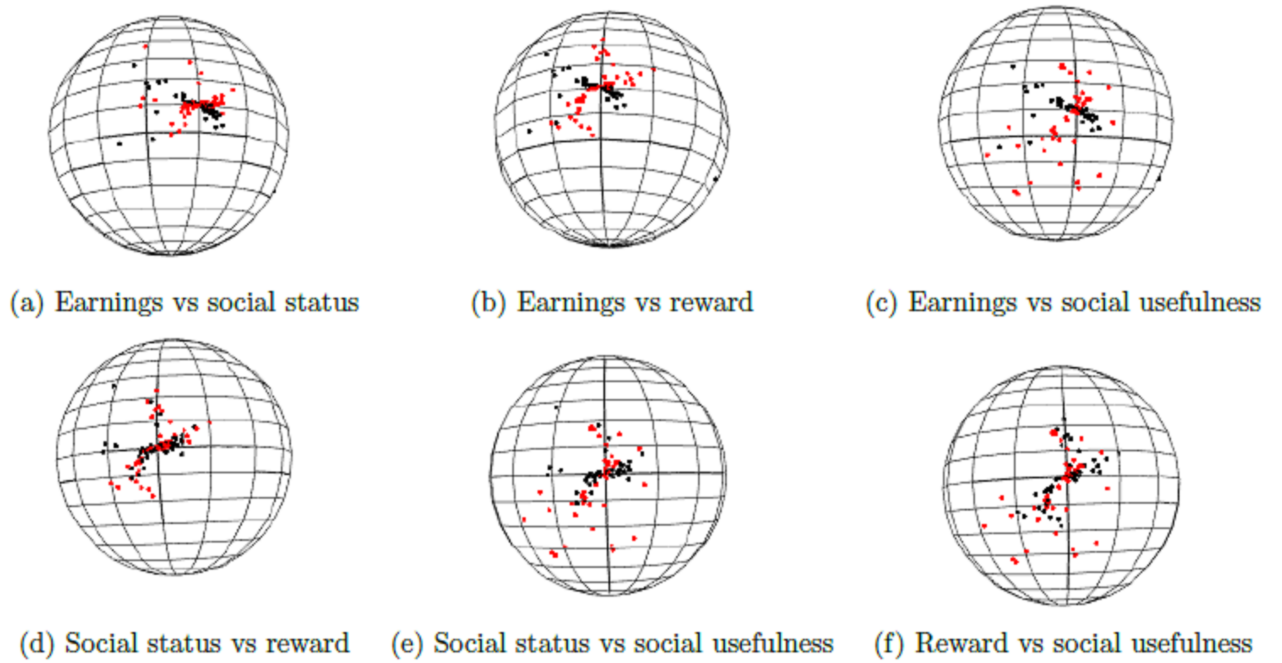 (a) Earnings vs social status
(b) Earnings vs reward
(c) Earnings vs social usefulness
(d) Social status vs reward
(e) Social status vs social usefulness
(f) Reward vs social usefulness